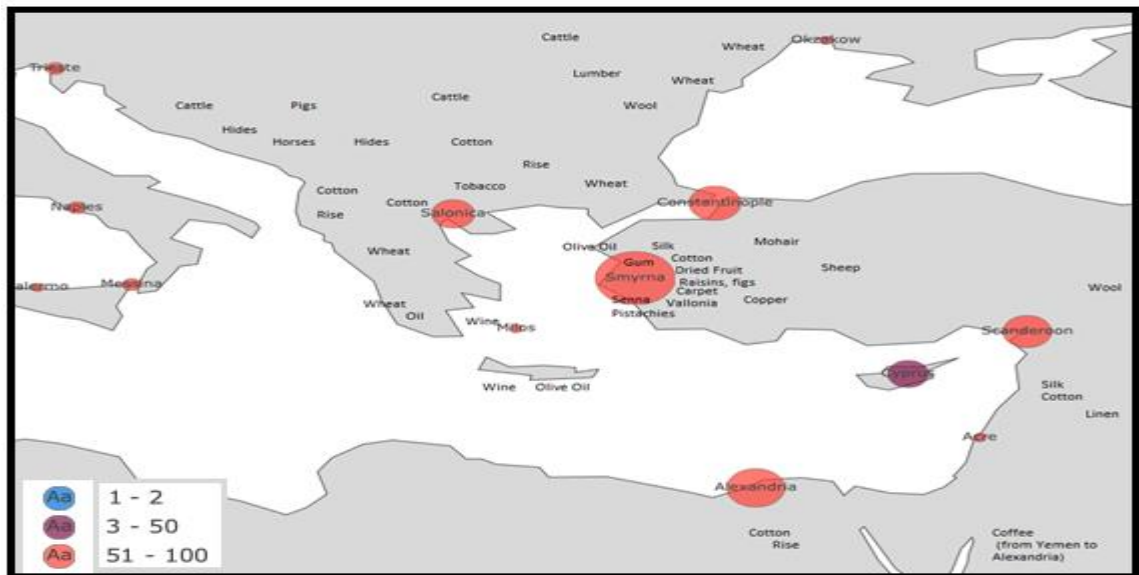 Cattle
Okzakow
Wheat
Trieste
Lumber
Wheat
Cattle
Cattle
Pigs
Wool
Hides
Horses
Hides
Cotton
Rise
Wheat
Tobacco
Cotton
Cotton
Constantinople
Naples
Salonica
Rise
Mohair
Olive Oil
Silk
Wheat
Cotton
Gum
Dried Fruit
Sheep
Smyrna
Raisins, figs
Messina
alermo
Carpet
Wool
Senna
Vallonia
Copper
Wheat
Pistachies
Oil
Wine
Milos
Scanderoon
Cyprus
Wine
Olive Oil
Silk
Cotton
Linen
Acre
Alexandria
Aa 1 - 2
Aa 3 - 50
Aa 51 - 100
Cotton
Rise
Coffee
(from Yemen to
Alexandria)